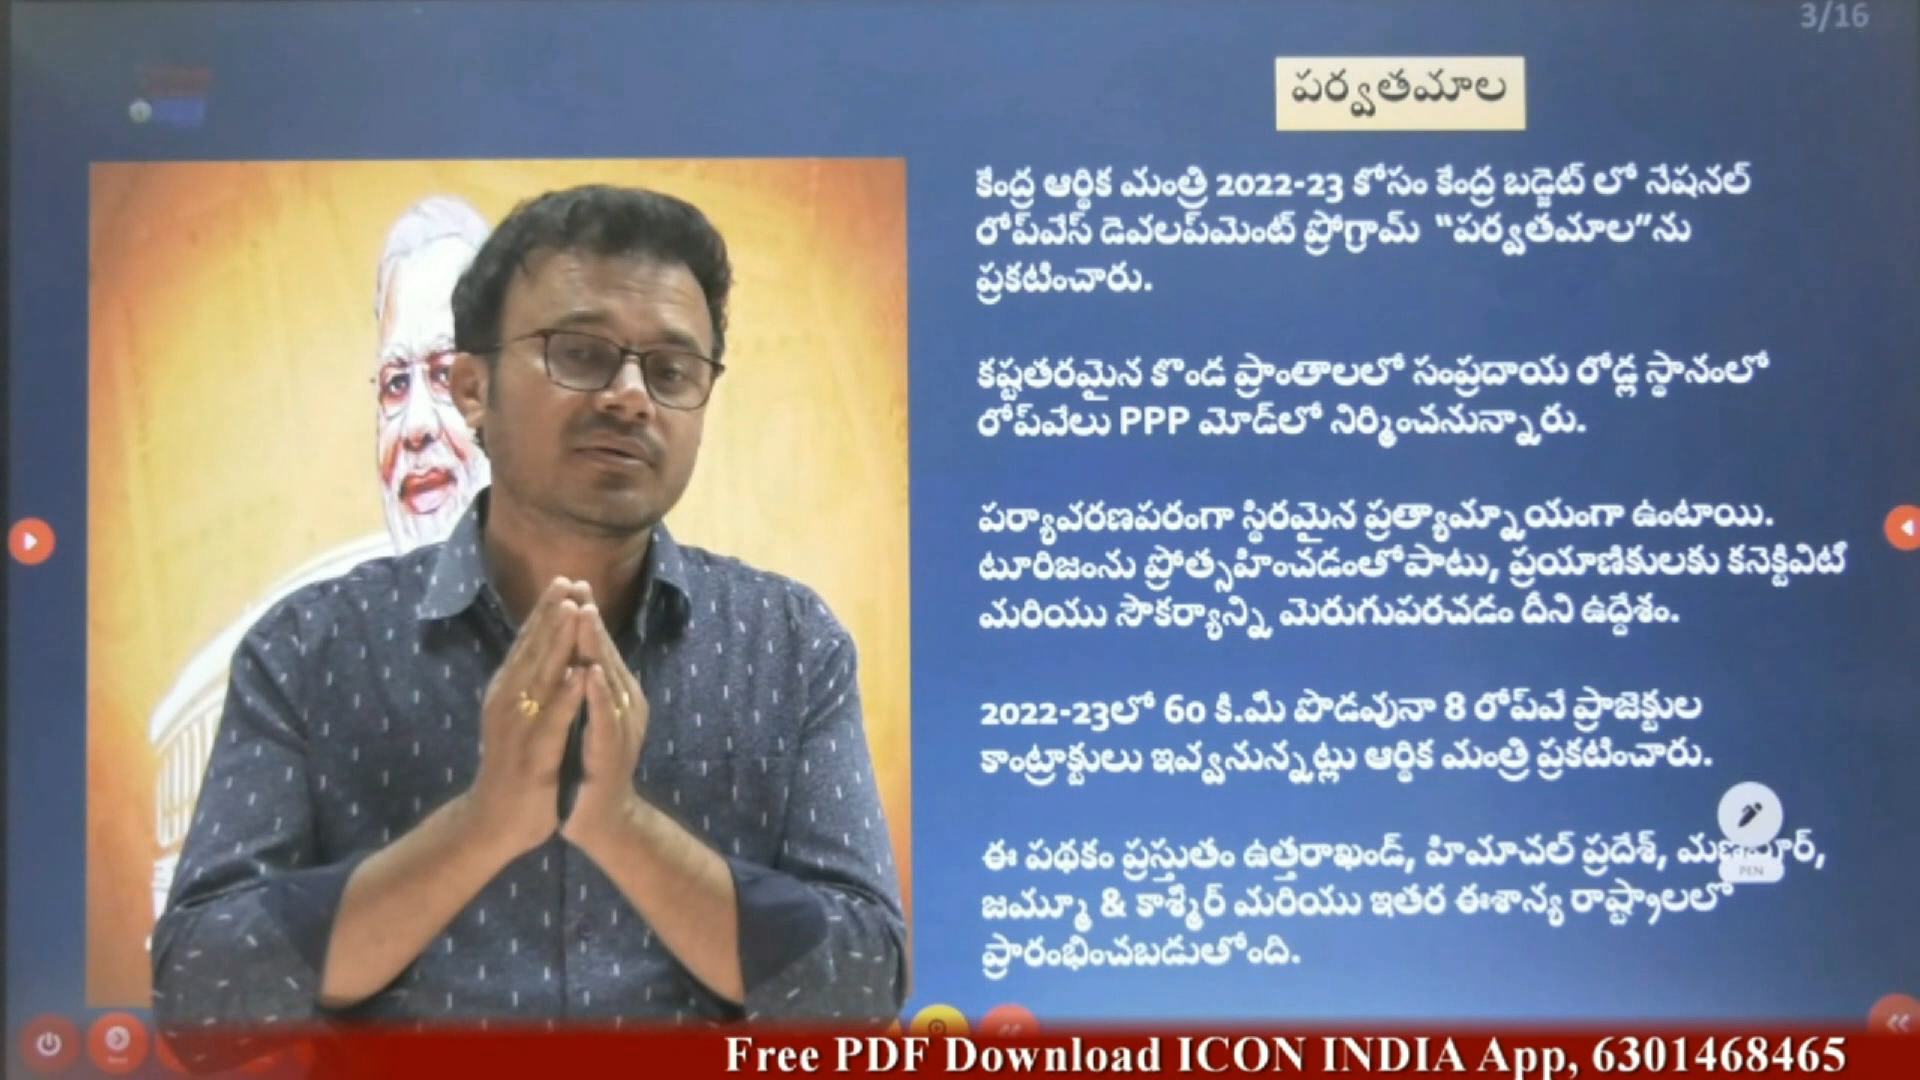 3/16
పర్వతమాల
కేంద్ర ఆర్థిక మంత్రి 2022-23 కోసం కేంద్ర బడ్జెట్ లో నేషనల్
రోప్‌వేస్ డెవలప్‌మెంట్ ప్రోగ్రామ్ “పర్వతమాల”ను
ప్రకటించారు.
కష్టతరమైన కొండ ప్రాంతాలలో సంప్రదాయ రోడ్ల స్థానంలో
రోప్‌వేలు PPP మోడ్‌లో నిర్మించనున్నారు.
పర్యావరణపరంగా స్థిరమైన ప్రత్యామ్నాయంగా ఉంటాయి.
టూరిజంను ప్రోత్సహించడంతోపాటు, ప్రయాణికులకు కనెక్టివిటీ
మరియు సౌకర్యాన్ని మెరుగుపరచడం దీని ఉద్దేశం.
2022-23లో 60 కి.మీ పొడవునా 8 రోప్‌వే ప్రాజెక్టుల
కాంట్రాక్టులు ఇవ్వనున్నట్లు ఆర్థిక మంత్రి ప్రకటించారు.
ఈ పథకం ప్రస్తుతం ఉత్తరాఖండ్, హిమాచల్ ప్రదేశ్,
జమ్మూ & కాశ్మీర్ మరియు ఇతర ఈశాన్య రాష్ట్రాలలో
ప్రారంభించబడుతోంది.
PEN
Free PDF Download ICON INDIA App, 6301468465